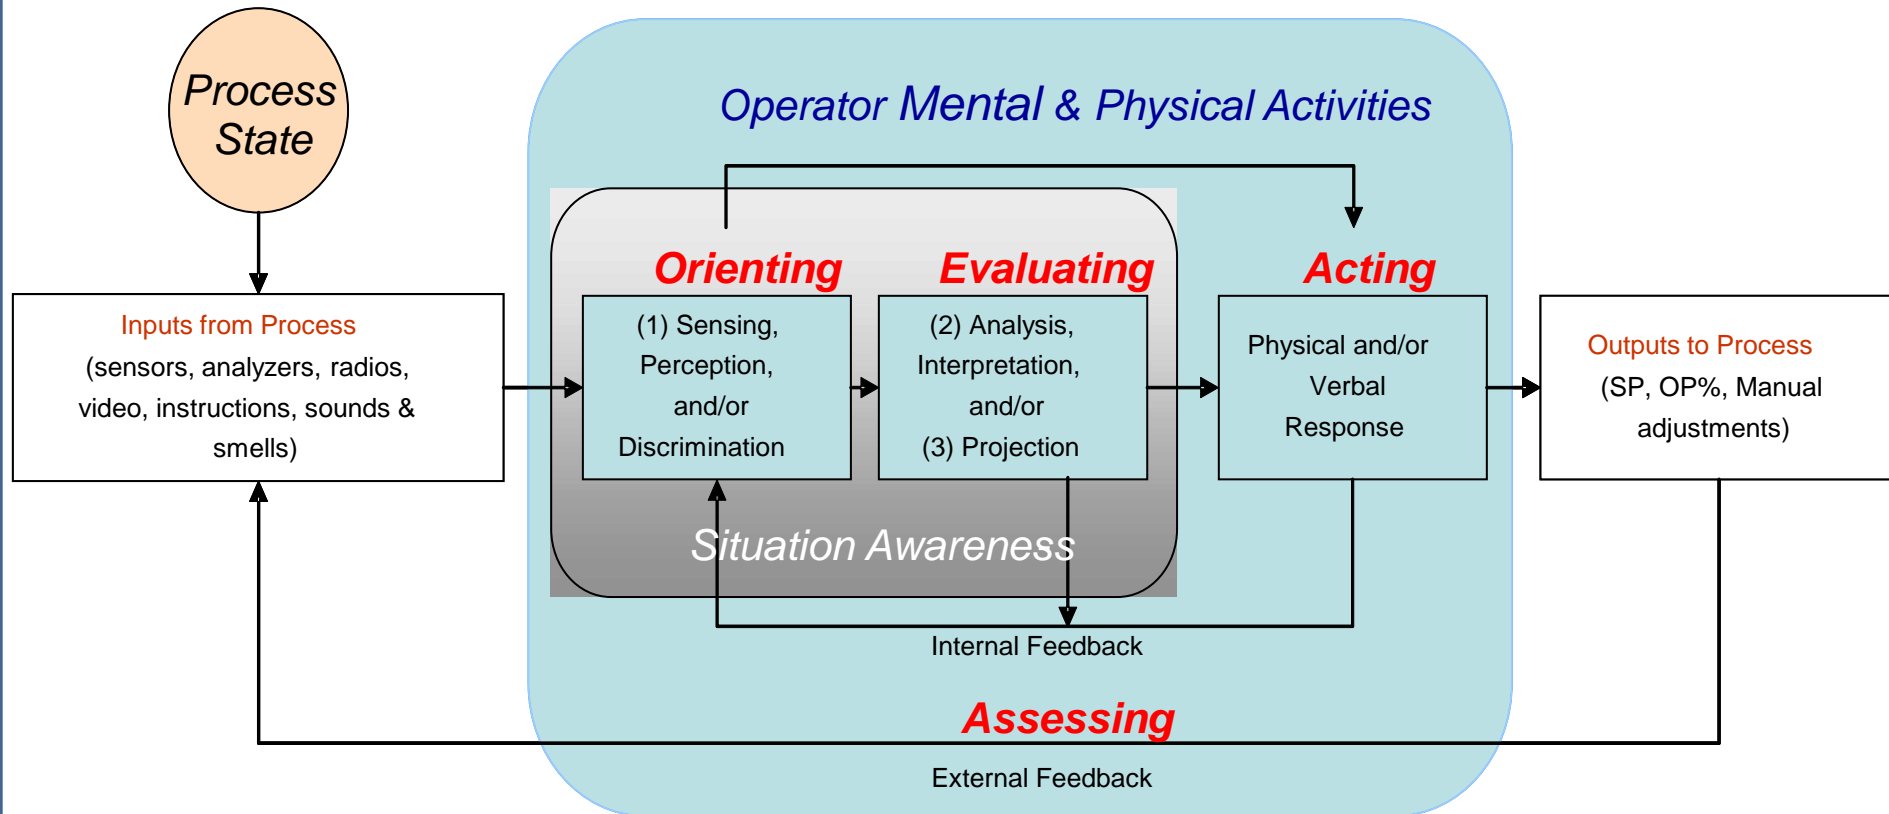 Process
State
Operator Mental & Physical Activities
Orienting
Evaluating
Acting
Inputs from Process
(sensors, analyzers, radios,
video, instructions, sounds &
smells)
(1) Sensing,
Perception,
and/or
Discrimination
(2) Analysis,
Interpretation,
and/or
(3) Projection
Physical and/or
Verbal
Response
Outputs to Process
(SP, OP%, Manual
adjustments)
Situation Awareness
Internal Feedback
Assessing
External Feedback